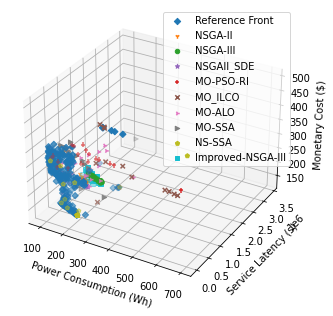 Reference Front
NSGA-II
NSGA-III
NSGAII_SDE
MO-PSO-RI
MO_ILCO
MO-ALO
MO-SSA
NS-SSA
Improved-NSGA-III
500
450
400
350
300
250
200
150
Monetary Cost ($)
3.5
3.0
2.5
2.0
1.5
1.0
0.5
0.0
1e6
100
200
300
400
500
600
700
Power Consumption (Wh)